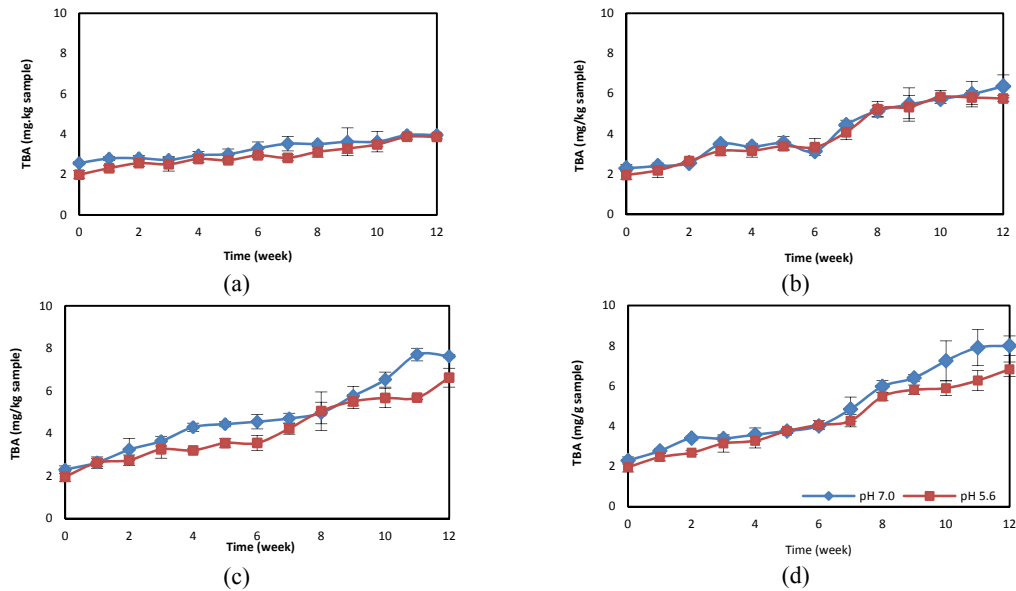 10
8
6
4
2
0
TBA (mg.kg sample)
0 2 4 6 8 10 12
Time (week)
(a)
10
8
6
4
2
0
TBA (mg/kg sample)
0 2 4 6 8 10 12
Time (week)
(b)
10
8
6
4
2
0
TBA (mg/kg sample)
0 2 4 6 8 10 12
Time (week)
(c)
10
8
6
4
2
0
TBA (mg/g sample)
pH 7.0 pH 5.6
0 2 4 6 8 10 12
Time (week)
(d)